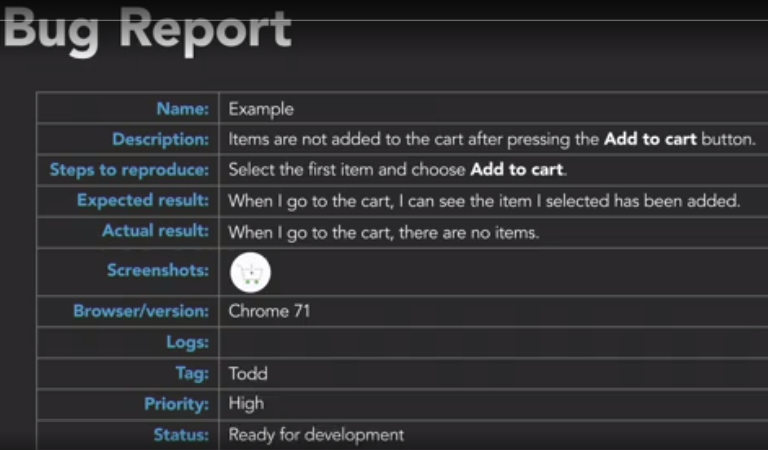 Bug Report
Name: Example
Description: Items are not added to the cart after pressing the Add to cart button.
Steps to reproduce: Select the first item and choose Add to cart.
Expected result: When I go to the cart, I can see the item I selected has been added.
Actual result: When I go to the cart, there are no items.
Screenshots:
Browser/version: Chrome 71
Logs:
Tag: Todd
Priority: High
Status: Ready for development